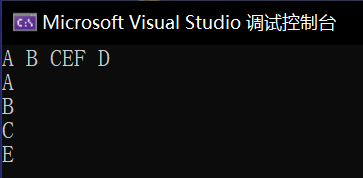 C:\
Microsoft Visual Studio 调试控制台
A B CEF D
A
B
C
E